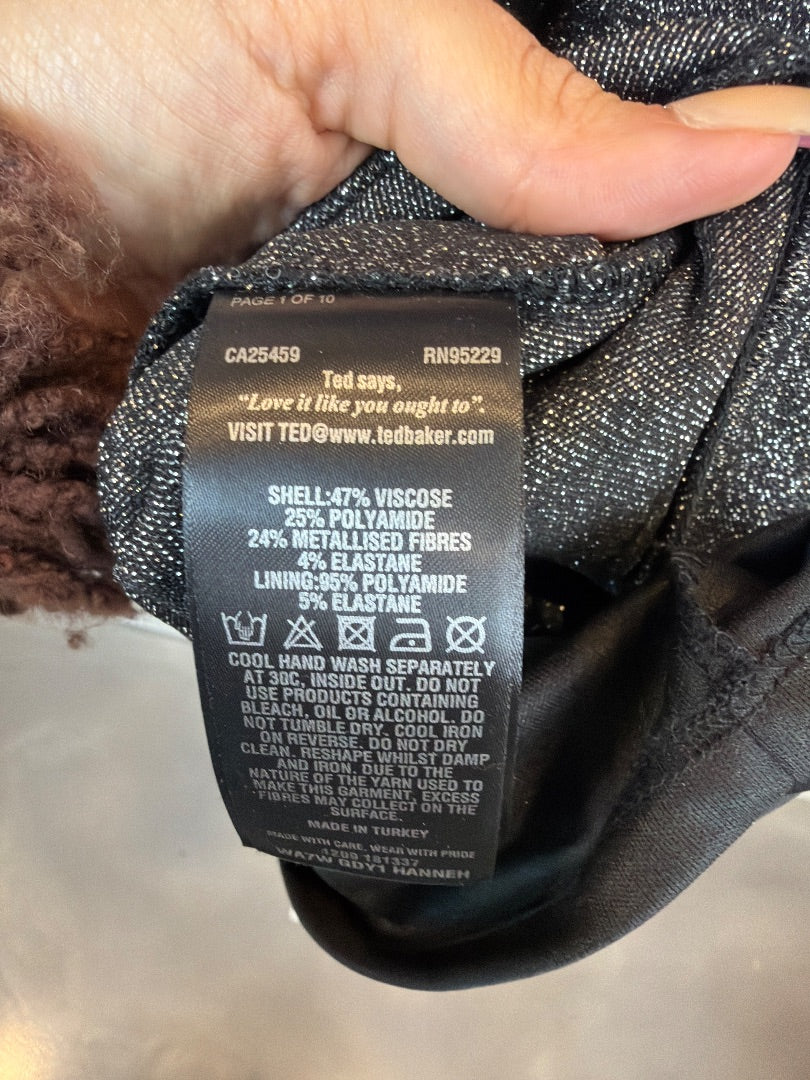 PAGE 1 OF 10
CA25459 RN95229
Ted says,
"Love it like you ought to".
VISIT TED@www.tedbaker.com
SHELL:47% VISCOSE
25% POLYAMIDE
24% METALLISED FIBRES
4% ELASTANE
LINING:95% POLYAMIDE
5% ELASTANE
COOL HAND WASH SEPARATELY
AT 30C, INSIDE OUT. DO NOT
USE PRODUCTS CONTAINING
BLEACH, OIL OR ALCOHOL. DO
NOT TUMBLE DRY. COOL IRON
ON REVERSE. DO NOT DRY
CLEAN. RESHAPE WHILST DAMP
AND IRON. DUE TO THE
NATURE OF THE YARN USED TO
MAKE THIS GARMENT, EXCESS
FIBRES MAY COLLECT ON THE
SURFACE.
MADE IN TURKEY
MADE WITH CARE. WEAR WITH PRIDE
1209 181337
WA7W GDY1 HANNEH